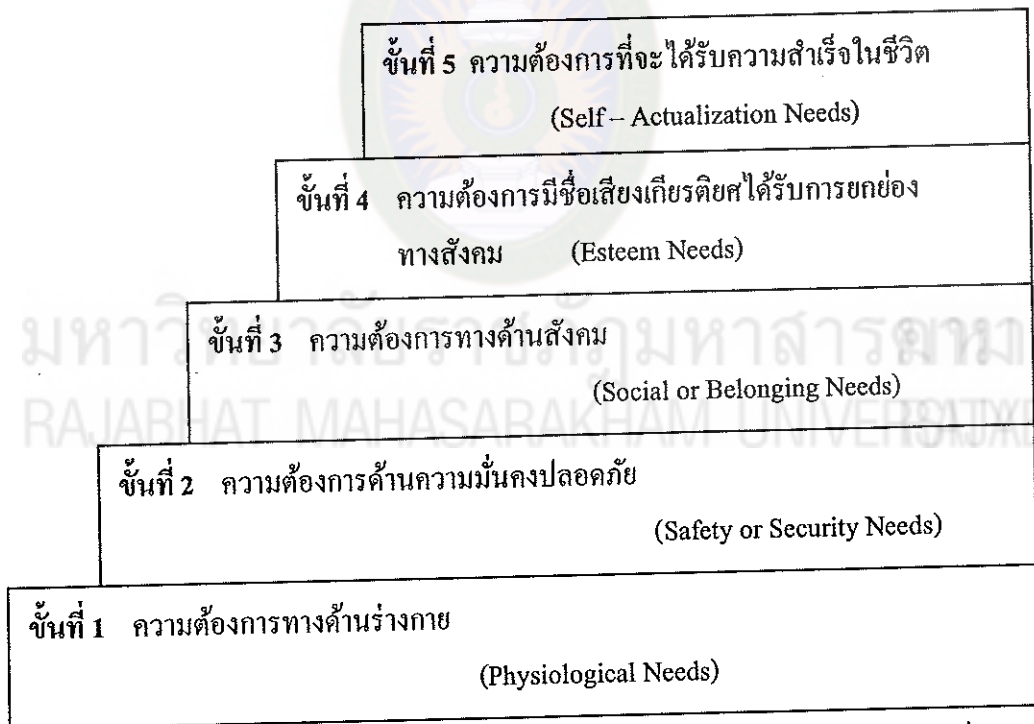 ขั้นที่ 5 ความต้องการที่จะได้รับความสำเร็จในชีวิต
(Self – Actualization Needs)
ขั้นที่ 4 ความต้องการมีชื่อเสียงเกียรติยศได้รับการยกย่อง
ทางสังคม (Esteem Needs)
ขั้นที่ 3 ความต้องการทางด้านสังคม
(Social or Belonging Needs)
มหาวิทยาลัยราชภัฏมหาสารคาม
RAJABHAT MAHASARAKHAM UNIVERSITY
ขั้นที่ 2 ความต้องการด้านความมั่นคงปลอดภัย
(Safety or Security Needs)
ขั้นที่ 1 ความต้องการทางด้านร่างกาย
(Physiological Needs)